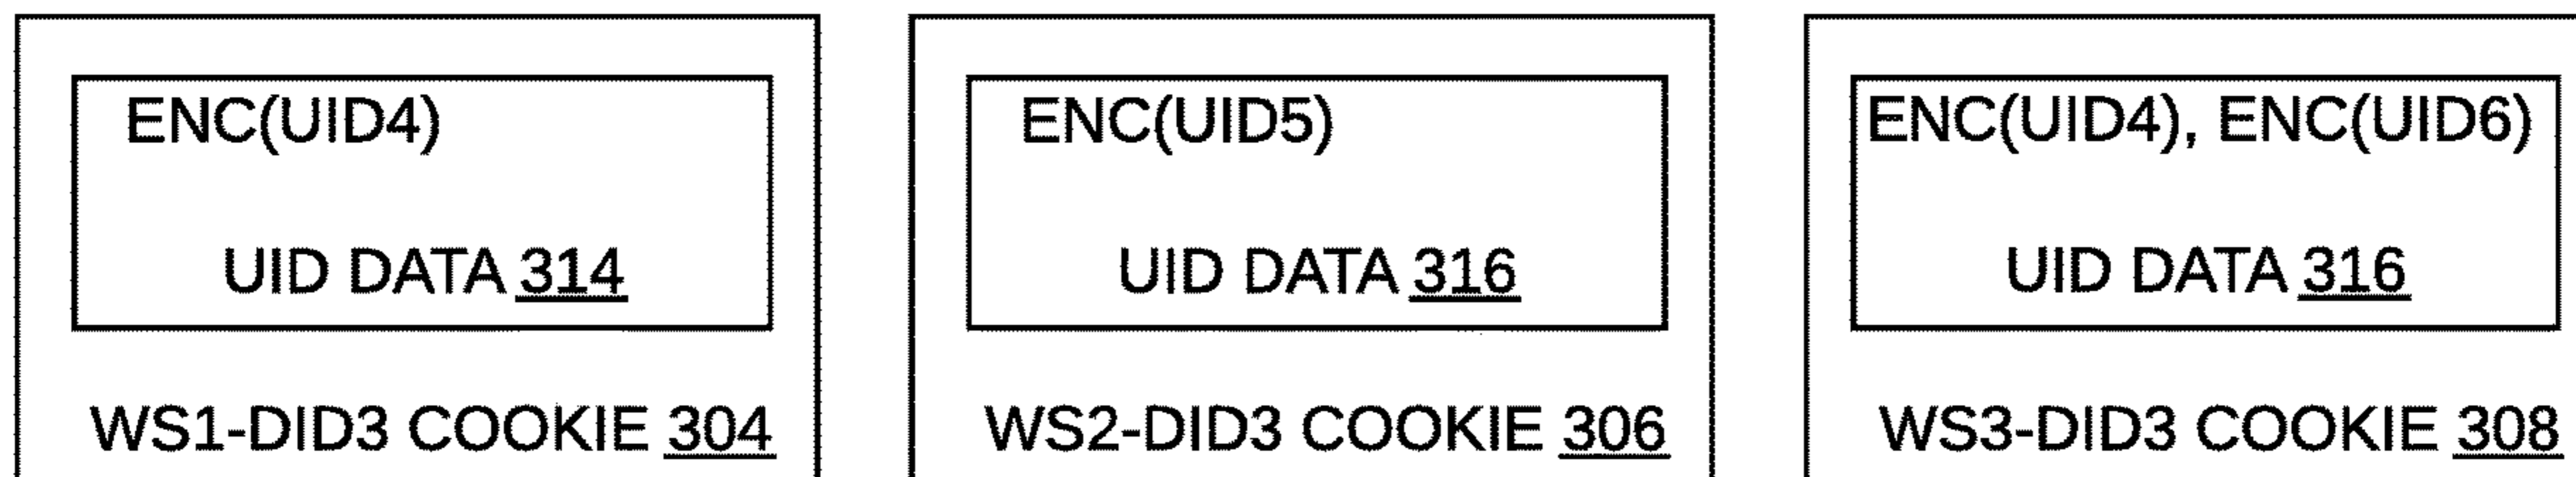 ENC(UID4)
UID DATA 314
WS1-DID3 COOKIE 304
ENC(UID5)
UID DATA 316
WS2-DID3 COOKIE 306
ENC(UID4), ENC(UID6)
UID DATA 316
WS3-DID3 COOKIE 308